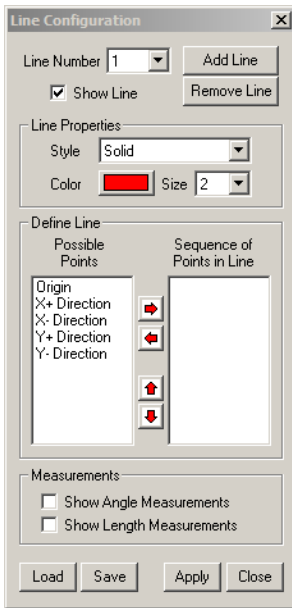 Line Configuration
Line Number 1 Add Line
Show Line Remove Line
Line Properties
Style Solid
Color Size 2
Define Line
Possible Points Sequence of Points in Line
Origin
X+ Direction
X- Direction
Y+ Direction
Y- Direction
Measurements
Show Angle Measurements
Show Length Measurements
Load Save Apply Close